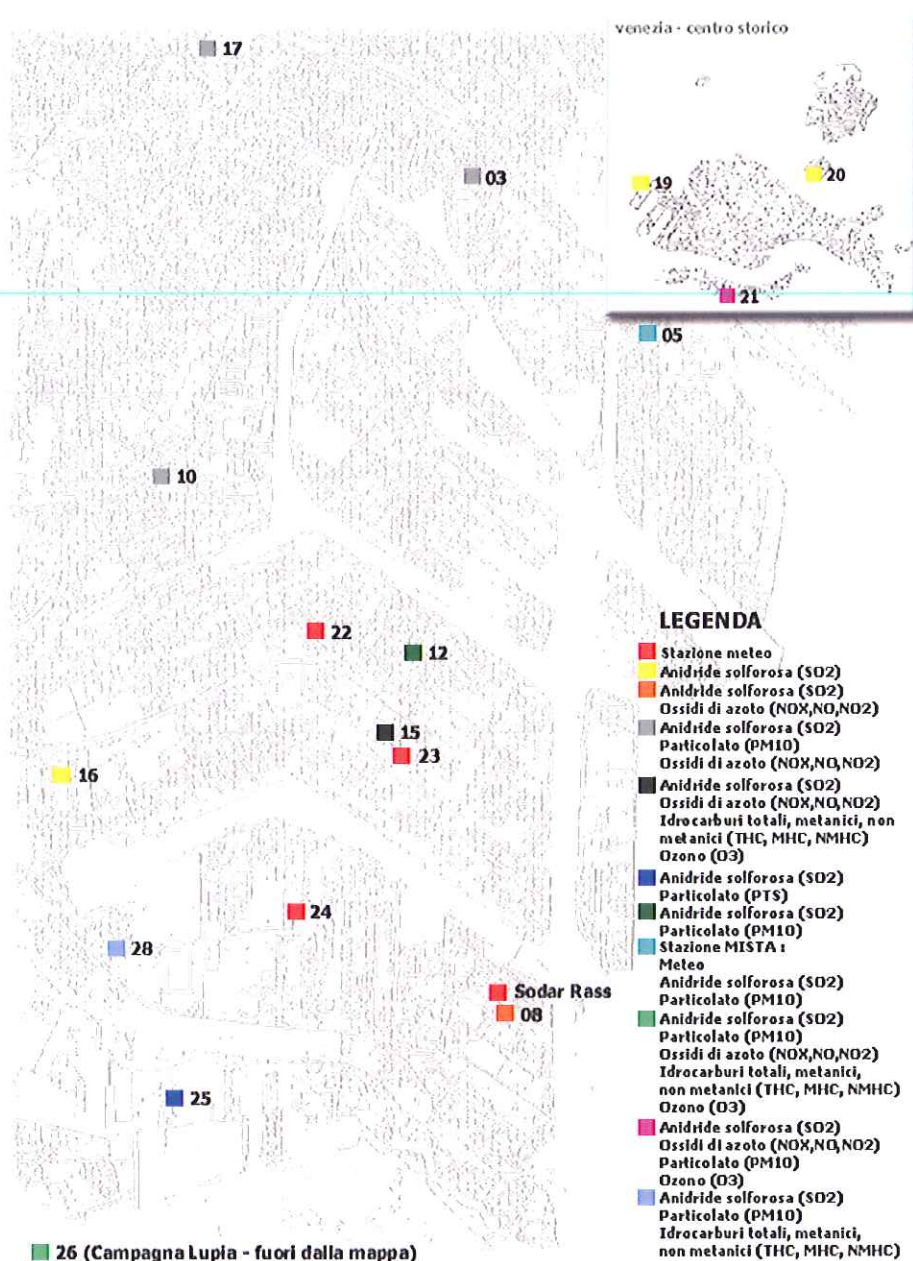 venezia - centro storico
17
03
19
20
21
05
10
22
12
15
23
16
24
28
Sodar Rass
08
25
26 (Campagna Lupia - fuori dalla mappa)
LEGENDA
Stazione meteo
Anidride solforosa (SO2)
Anidride solforosa (SO2)
Ossidi di azoto (NOX,NO,NO2)
Anidride solforosa (SO2)
Particolato (PM10)
Ossidi di azoto (NOX,NO,NO2)
Anidride solforosa (SO2)
Ossidi di azoto (NOX,NO,NO2)
Idrocarburi totali, metanici, non
metanici (THC, MHC, NMHC)
Ozono (O3)
Anidride solforosa (SO2)
Particolato (PTS)
Anidride solforosa (SO2)
Particolato (PM10)
Stazione MISTA :
Meteo
Anidride solforosa (SO2)
Particolato (PM10)
Anidride solforosa (SO2)
Particolato (PM10)
Ossidi di azoto (NOX,NO,NO2)
Idrocarburi totali, metanici,
non metanici (THC, MHC, NMHC)
Ozono (O3)
Anidride solforosa (SO2)
Ossidi di azoto (NOX,NO,NO2)
Particolato (PM10)
Ozono (O3)
Anidride solforosa (SO2)
Particolato (PM10)
Idrocarburi totali, metanici,
non metanici (THC, MHC, NMHC)